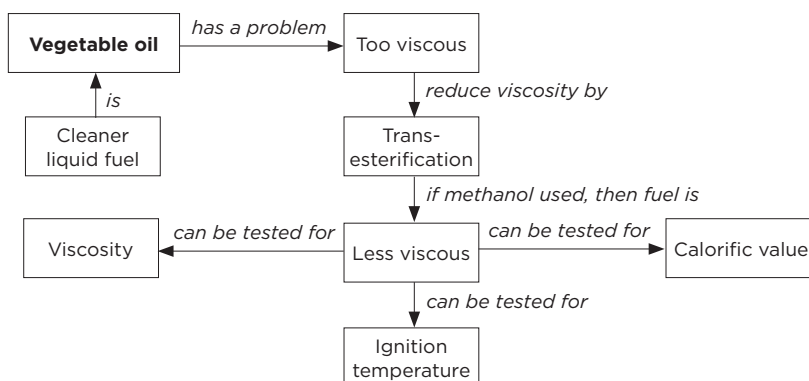 Vegetable oil
has a problem
Too viscous
is
reduce viscosity by
Cleaner
liquid fuel
Trans-
esterification
if methanol used, then fuel is
Viscosity
can be tested for
Less viscous
can be tested for
Calorific value
can be tested for
Ignition
temperature